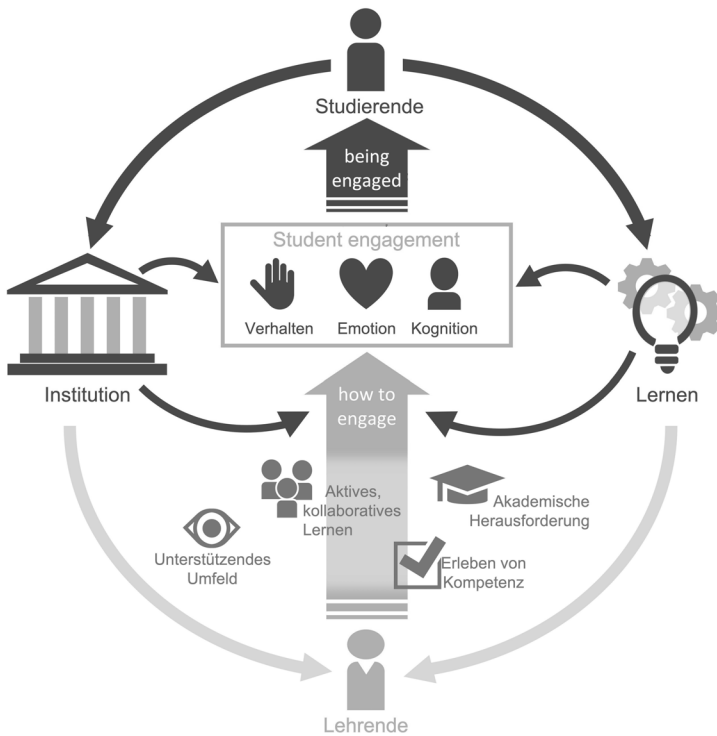 Studierende
being
engaged
Student engagement
Verhalten
Emotion
Kognition
Institution
Lernen
how to
engage
Aktives,
kollaboratives
Lernen
Akademische
Herausforderung
Unterstützendes
Umfeld
Erleben von
Kompetenz
Lehrende